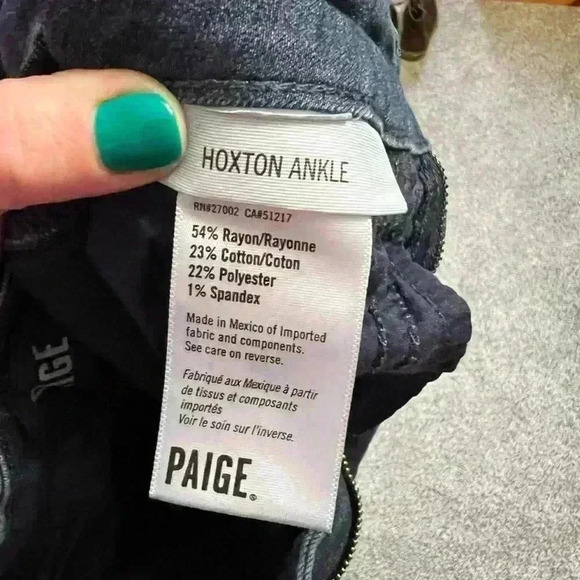 HOXTON ANKLE
RN#27002 CA#51217
54% Rayon/Rayonne
23% Cotton/Coton
22% Polyester
1% Spandex
Made in Mexico of Imported
fabric and components.
See care on reverse.
Fabriqué aux Mexique à partir
de tissus et composants
importés
Voir le soin sur l'inverse.
PAIGE®
IGE